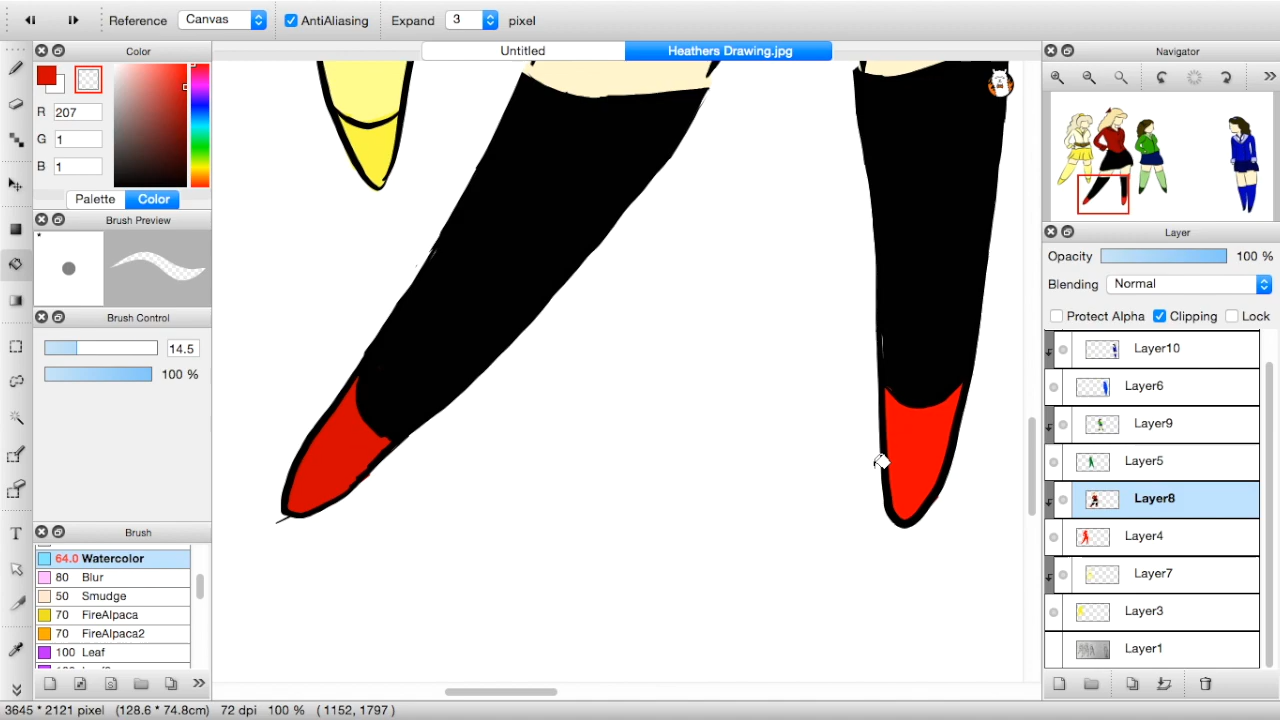 Reference Canvas AntiAliasing Expand 3 pixel
Color
Untitled
Heathers Drawing.jpg
Navigator
R 207
G 1
B 1
Palette Color
Brush Preview
*
Brush Control
14.5
100 %
Layer
Opacity 100 %
Blending Normal
Protect Alpha Clipping Lock
Layer10
Layer6
Layer9
Layer5
Layer8
Layer4
Layer7
Layer3
Layer1
Brush
64.0 Watercolor
80 Blur
50 Smudge
70 FireAlpaca
70 FireAlpaca2
100 Leaf
T
3645 * 2121 pixel (128.6 * 74.8cm) 72 dpi 100 % ( 1152, 1797 )